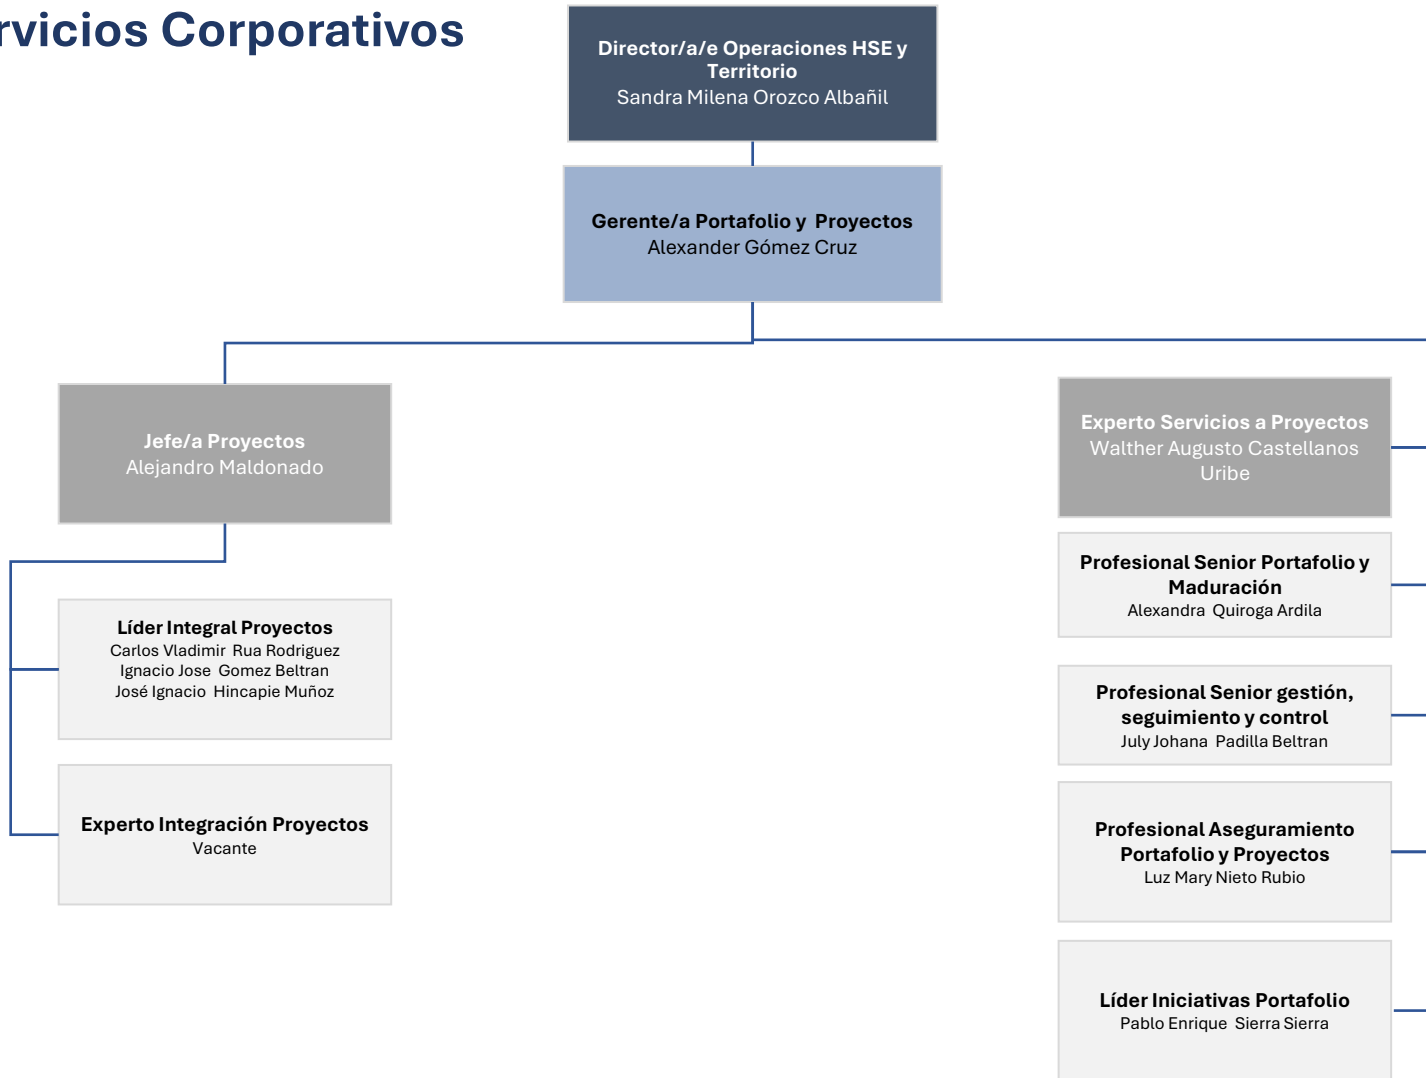 rvicios Corporativos
Director/a/e Operaciones HSE y
Territorio
Sandra Milena Orozco Albañil
Gerente/a Portafolio y  Proyectos
Alexander Gómez Cruz
Jefe/a Proyectos
Alejandro Maldonado
Líder Integral Proyectos
Carlos Vladimir  Rua Rodriguez
Ignacio Jose  Gomez Beltran
José Ignacio  Hincapie Muñoz
Experto Integración Proyectos
Vacante
Experto Servicios a Proyectos
Walther Augusto Castellanos
Uribe
Profesional Senior Portafolio y
Maduración
Alexandra  Quiroga Ardila
Profesional Senior gestión,
seguimiento y control
July Johana  Padilla Beltran
Profesional Aseguramiento
Portafolio y Proyectos
Luz Mary Nieto Rubio
Líder Iniciativas Portafolio
Pablo Enrique  Sierra Sierra